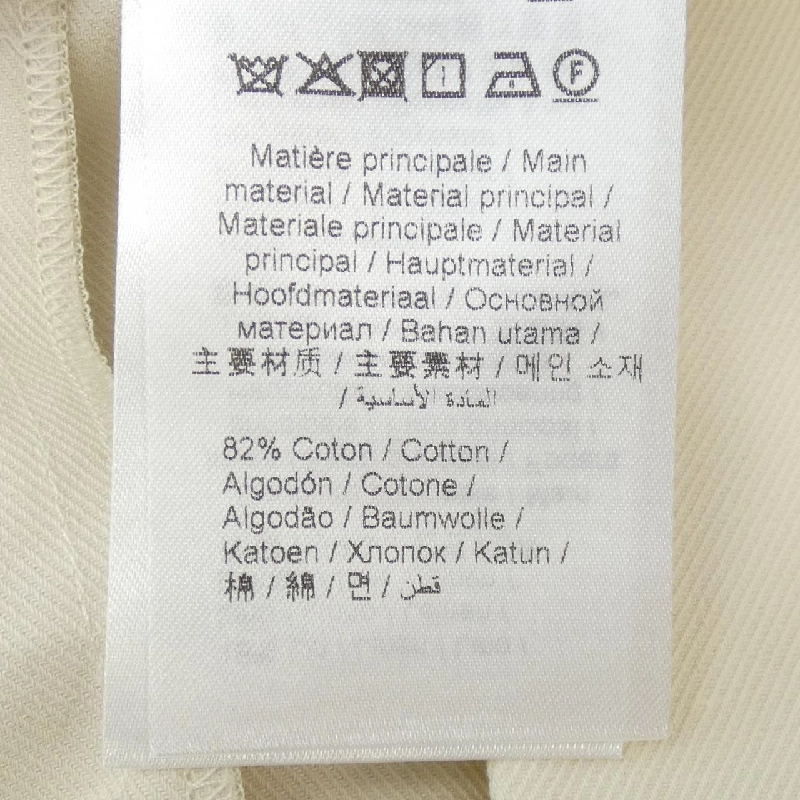 F
Matière principale / Main
material / Material principal /
Materiale principale / Material
principal / Hauptmaterial /
Hoofdmateriaal / Основной
материал / Bahan utama /
主要材质 / 主要素材 / 메인 소재
/ المادة الأساسية
82% Coton / Cotton /
Algodón / Cotone /
Algodão / Baumwolle /
Katoen / Хлопок / Katun /
棉 / 綿 / 면 / قطن